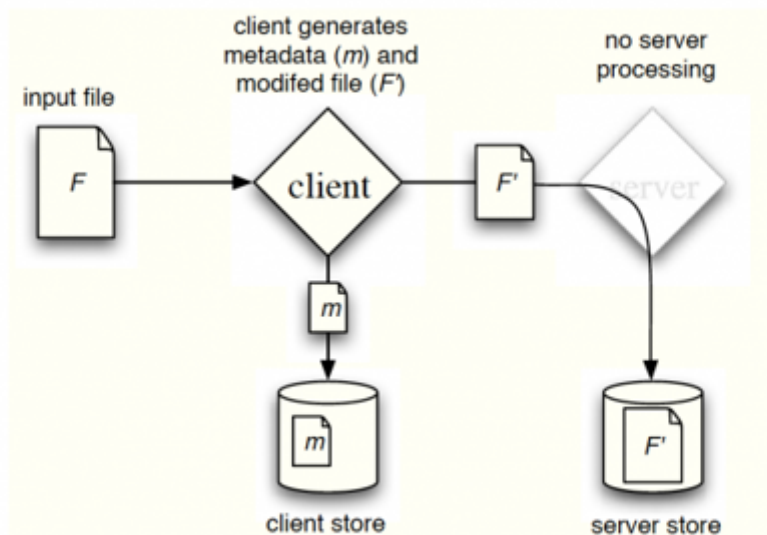 client generates
metadata (m) and
modifed file (F')
no server
processing
input file
F
client
F'
server
m
m
F'
client store
server store